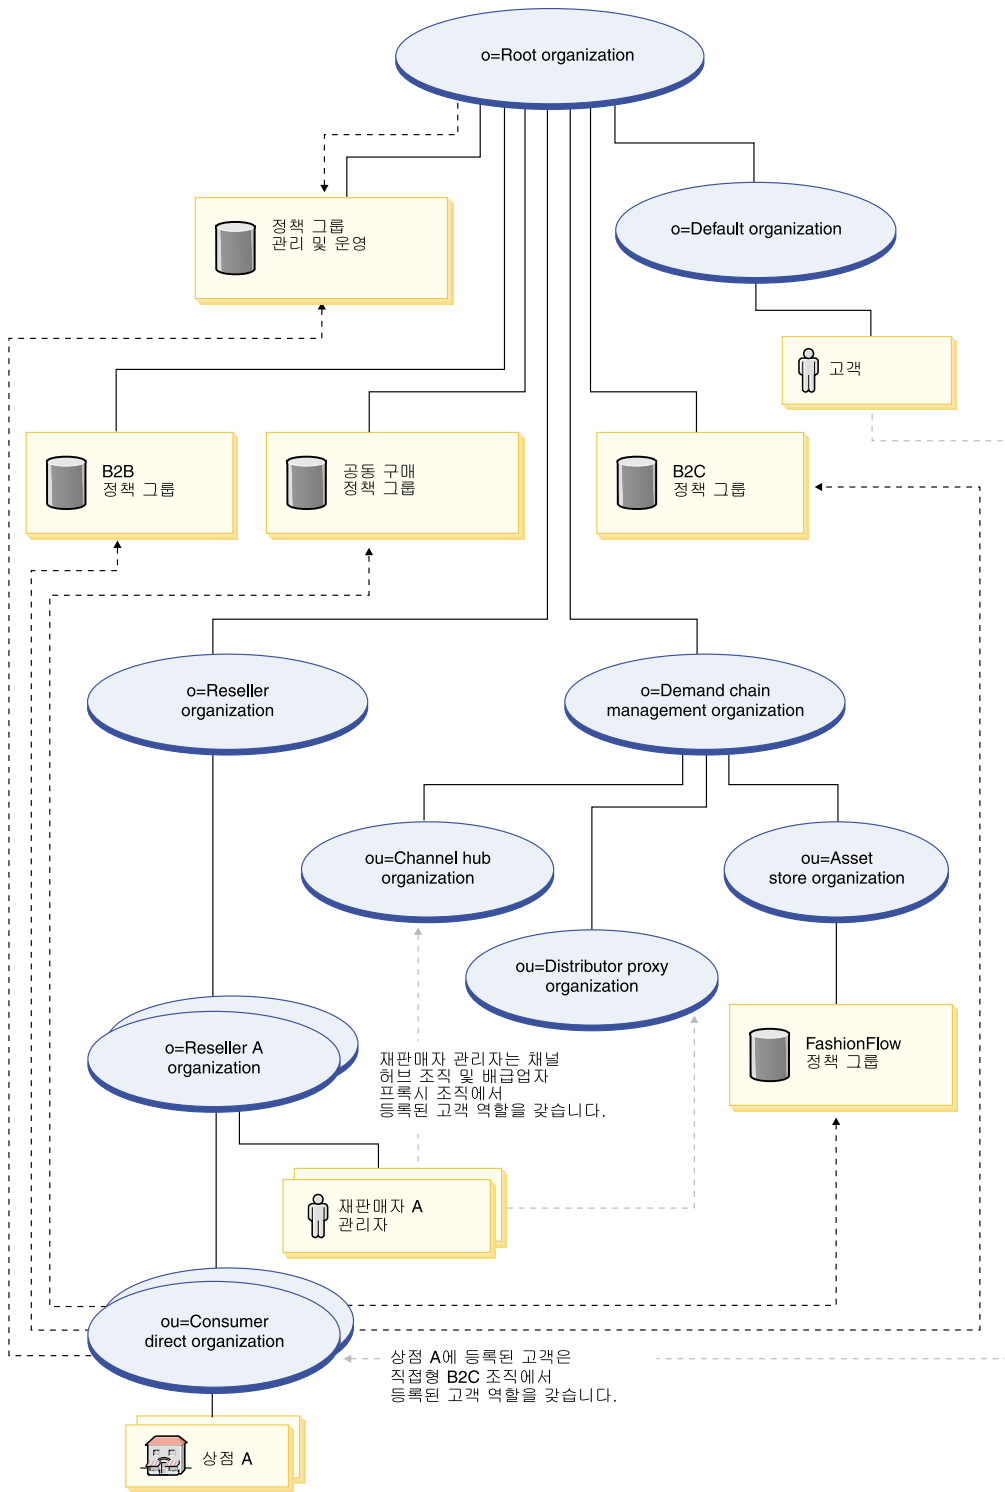 o=Root organization
정책 그룹
관리 및 운영
o=Default organization
고객
B2B
정책 그룹
공동 구매
정책 그룹
B2C
정책 그룹
o=Reseller
organization
o=Demand chain
management organization
ou=Channel hub
organization
ou=Asset
store organization
ou=Distributor proxy
organization
o=Reseller A
organization
재판매자 관리자는 채널
허브 조직 및 배급업자
프록시 조직에서
등록된 고객 역할을 갖습니다.
FashionFlow
정책 그룹
재판매자 A
관리자
ou=Consumer
direct organization
상점 A에 등록된 고객은
직접형 B2C 조직에서
등록된 고객 역할을 갖습니다.
상점 A